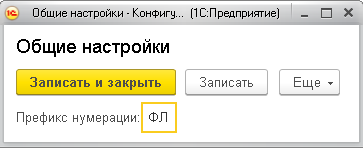 Общие настройки - Конфигу... (1С:Предприятие)
Общие настройки
Записать и закрыть Записать Еще
Префикс нумерации: ФЛ